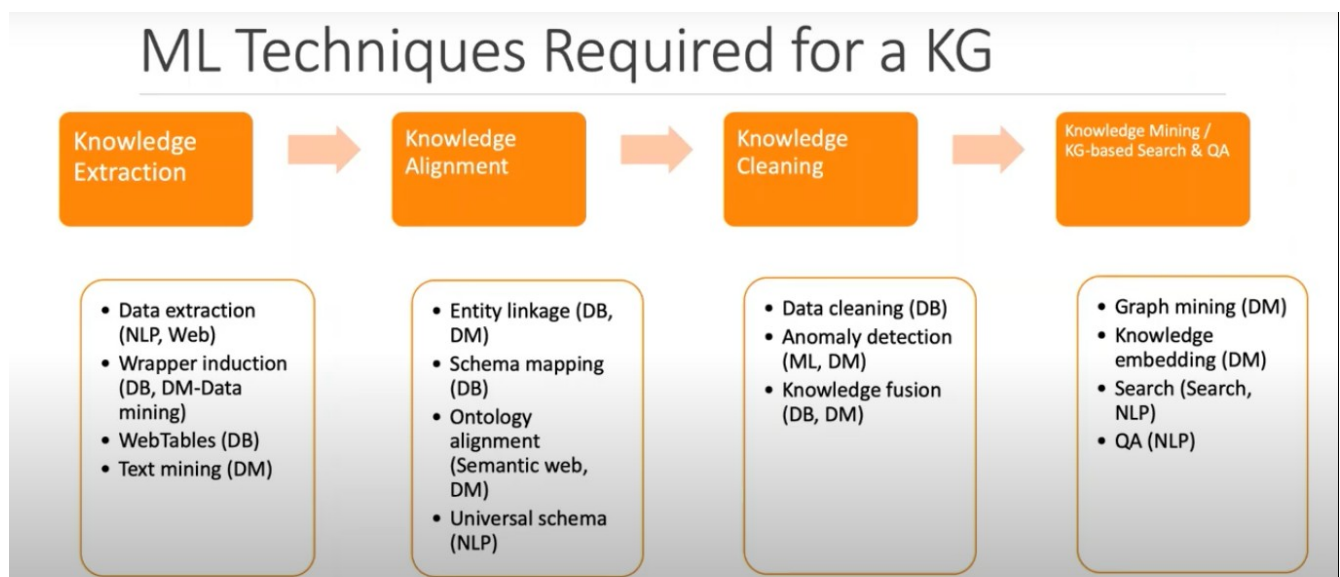 ML Techniques Required for a KG
Knowledge
Extraction
Knowledge
Alignment
Knowledge
Cleaning
Knowledge Mining /
KG-based Search & QA
• Data extraction
(NLP, Web)
• Wrapper induction
(DB, DM-Data
mining)
• WebTables (DB)
• Text mining (DM)
• Entity linkage (DB,
DM)
• Schema mapping
(DB)
• Ontology
alignment
(Semantic web,
DM)
• Universal schema
(NLP)
• Data cleaning (DB)
• Anomaly detection
(ML, DM)
• Knowledge fusion
(DB, DM)
• Graph mining (DM)
• Knowledge
embedding (DM)
• Search (Search,
NLP)
• QA (NLP)